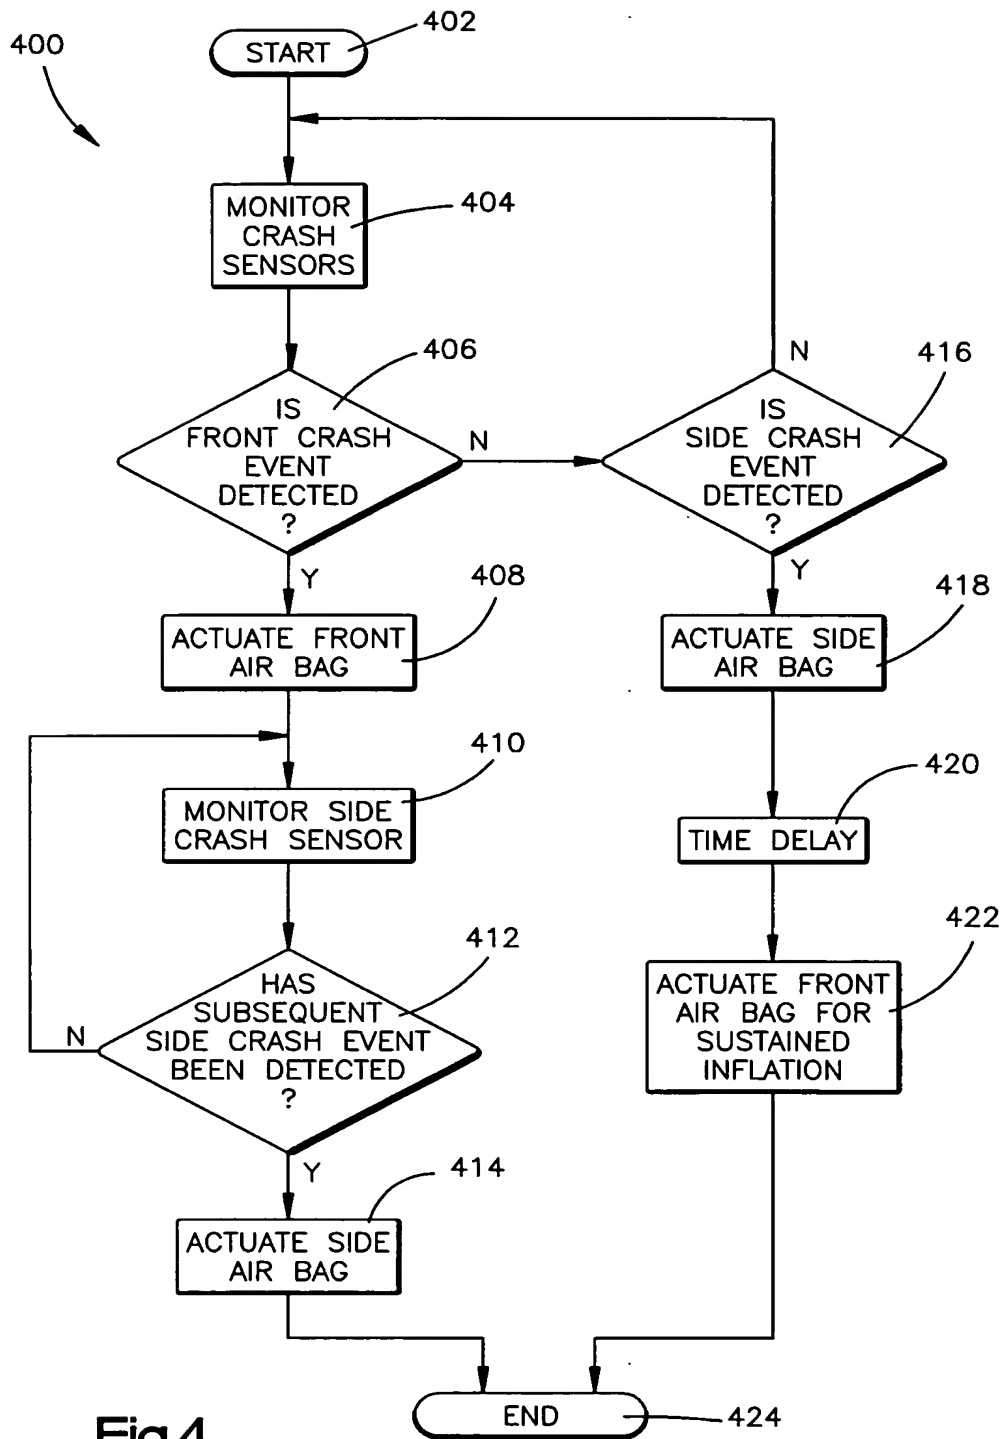 400
START
402
MONITOR
CRASH
SENSORS
404
IS
FRONT CRASH
EVENT
DETECTED
?
406
N
Y
IS
SIDE CRASH
EVENT
DETECTED
?
416
N
Y
ACTUATE FRONT
AIR BAG
408
ACTUATE SIDE
AIR BAG
418
MONITOR SIDE
CRASH SENSOR
410
TIME DELAY
420
HAS
SUBSEQUENT
SIDE CRASH EVENT
BEEN DETECTED
?
412
N
Y
ACTUATE FRONT
AIR BAG FOR
SUSTAINED
INFLATION
422
ACTUATE SIDE
AIR BAG
414
END
424
Fig.4